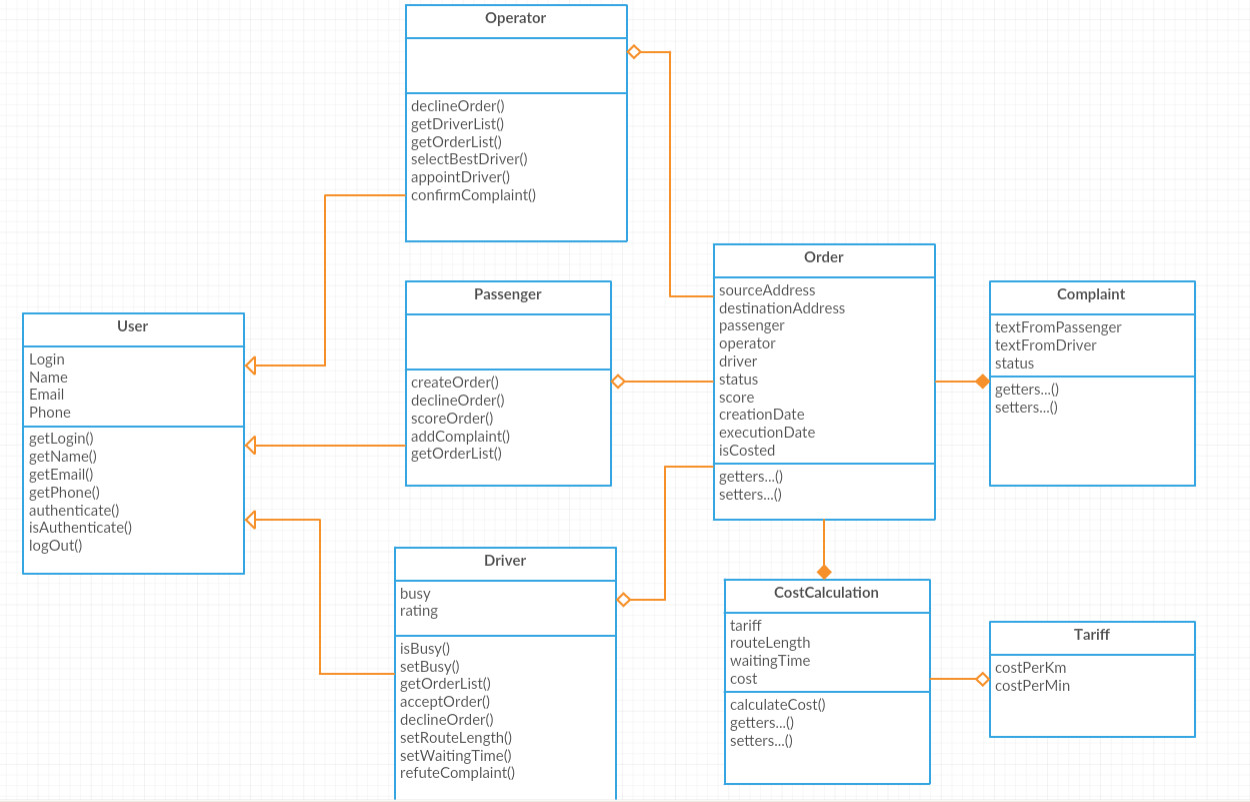 Operator
declineOrder()
getDriverList()
getOrderList()
selectBestDriver()
appointDriver()
confirmComplaint()
Passenger
createOrder()
declineOrder()
scoreOrder()
addComplaint()
getOrderList()
User
Login
Name
Email
Phone
getLogin()
getName()
getEmail()
getPhone()
authenticate()
isAuthenticate()
logOut()
Driver
busy
rating
isBusy()
setBusy()
getOrderList()
acceptOrder()
declineOrder()
setRouteLength()
setWaitingTime()
refuteComplaint()
Order
sourceAddress
destinationAddress
passenger
operator
driver
status
score
creationDate
executionDate
isCosted
getters...()
setters...()
Complaint
textFromPassenger
textFromDriver
status
getters...()
setters...()
CostCalculation
tariff
routeLength
waitingTime
cost
calculateCost()
getters...()
setters...()
Tariff
costPerKm
costPerMin